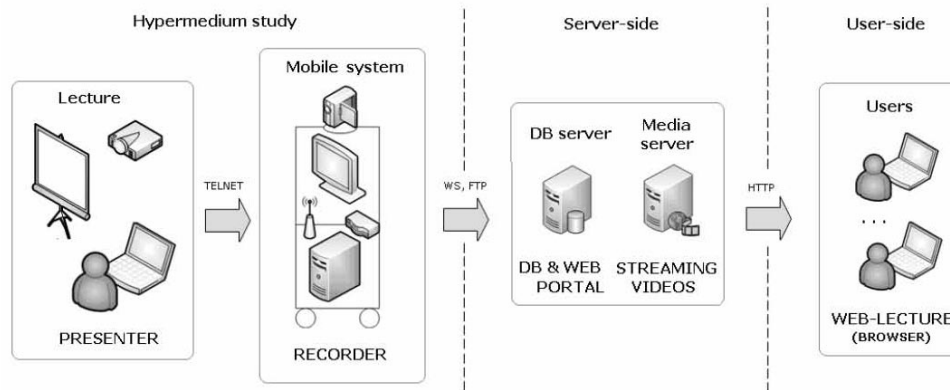 Hypermedium study
Server-side
User-side
Lecture
PRESENTER
TELNET
Mobile system
RECORDER
WS, FTP
DB server
Media
server
DB & WEB
PORTAL
STREAMING
VIDEOS
HTTP
Users
...
WEB-LECTURE
(BROWSER)